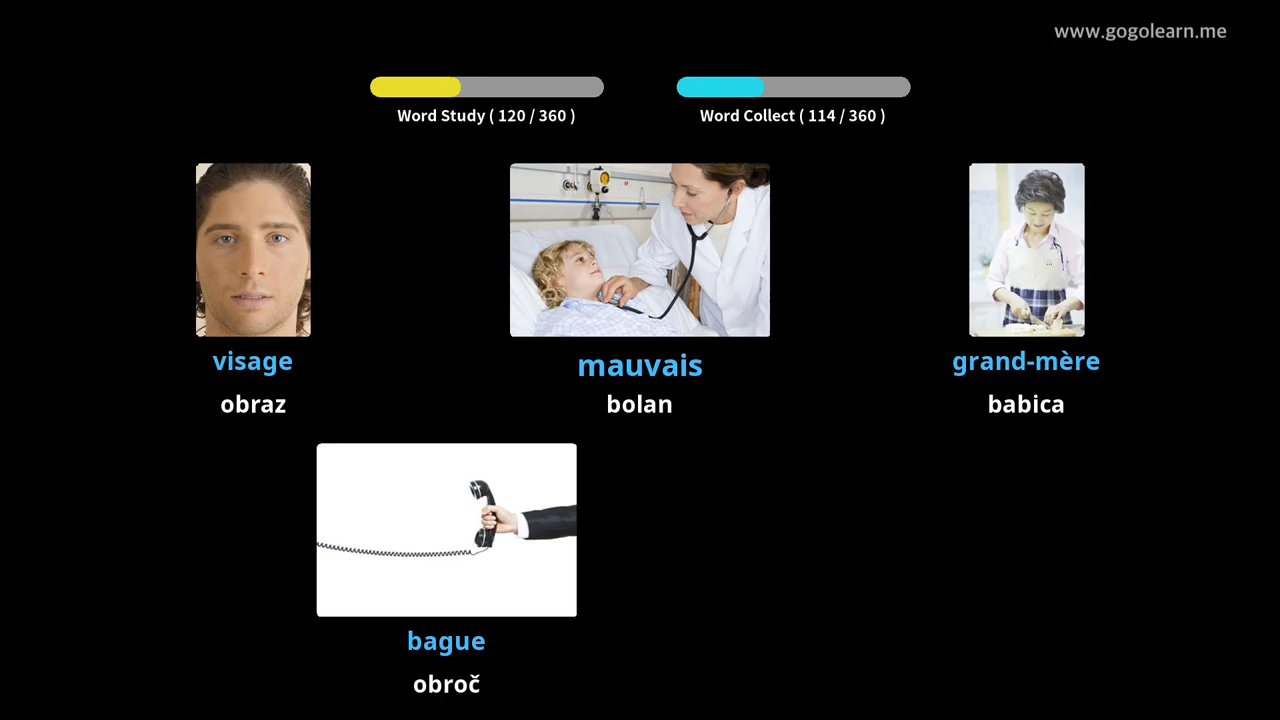 www.gogolearn.me
Word Study ( 120 / 360 )
Word Collect ( 114 / 360 )
visage
obraz
mauvais
bolan
grand-mère
babica
bague
obroč